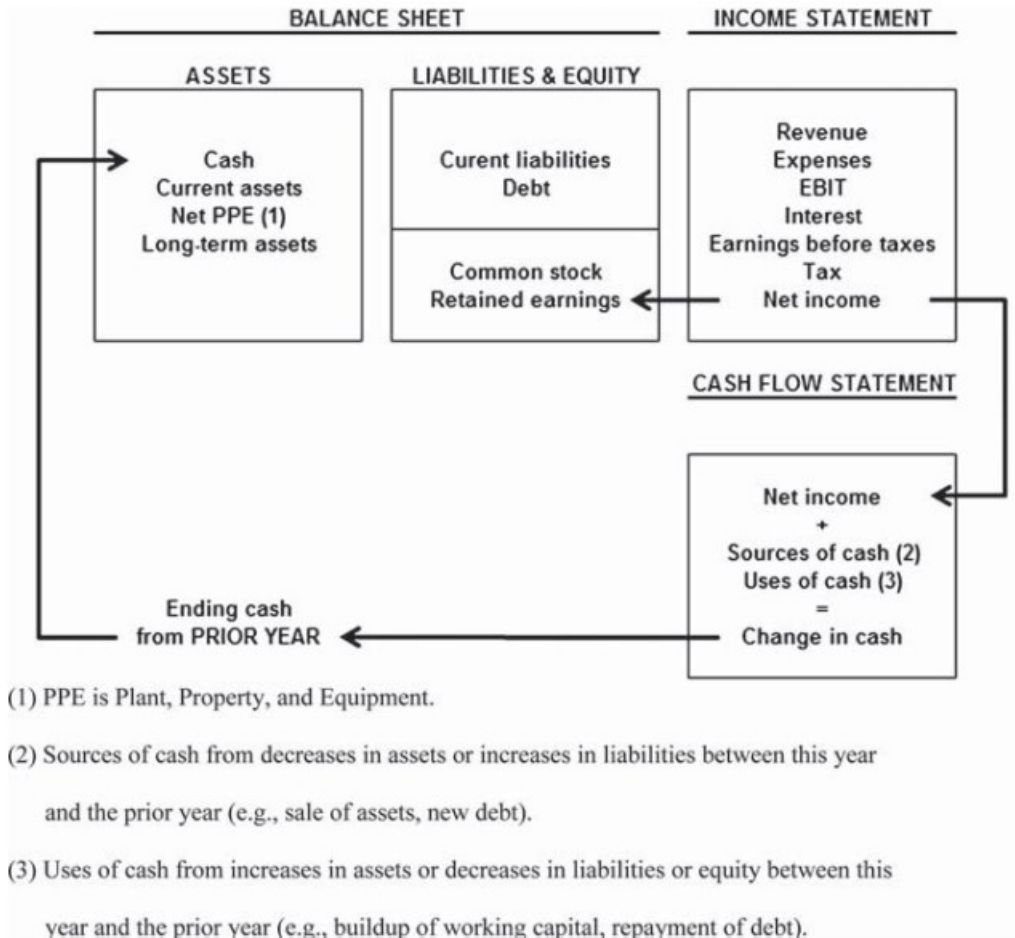 BALANCE SHEET
INCOME STATEMENT
ASSETS
LIABILITIES & EQUITY
Cash
Current assets
Net PPE (1)
Long-term assets
Curent liabilities
Debt
Common stock
Retained earnings
Revenue
Expenses
EBIT
Interest
Earnings before taxes
Tax
Net income
CASH FLOW STATEMENT
Net income
+
Sources of cash (2)
Uses of cash (3)
=
Change in cash
Ending cash
from PRIOR YEAR
(1) PPE is Plant, Property, and Equipment.
(2) Sources of cash from decreases in assets or increases in liabilities between this year
and the prior year (e.g., sale of assets, new debt).
(3) Uses of cash from increases in assets or decreases in liabilities or equity between this
year and the prior year (e.g., buildup of working capital, repayment of debt).